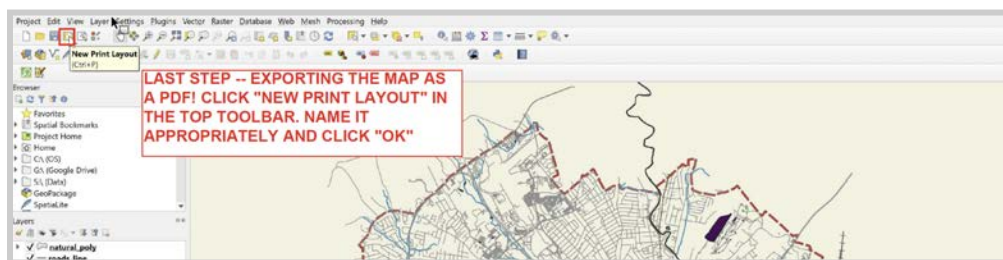 Project Edit View Layer Settings Plugins Vector Raster Database Web Mesh Processing Help
New Print Layout
(Ctrl+P)
LAST STEP -- EXPORTING THE MAP AS
A PDF! CLICK "NEW PRINT LAYOUT" IN
THE TOP TOOLBAR. NAME IT
APPROPRIATELY AND CLICK "OK"
Browser
Favorites
Spatial Bookmarks
Project Home
Home
C:\ (OS)
G:\ (Google Drive)
S:\ (Data)
GeoPackage
SpatiaLite
Layers
natural_poly
roads_line